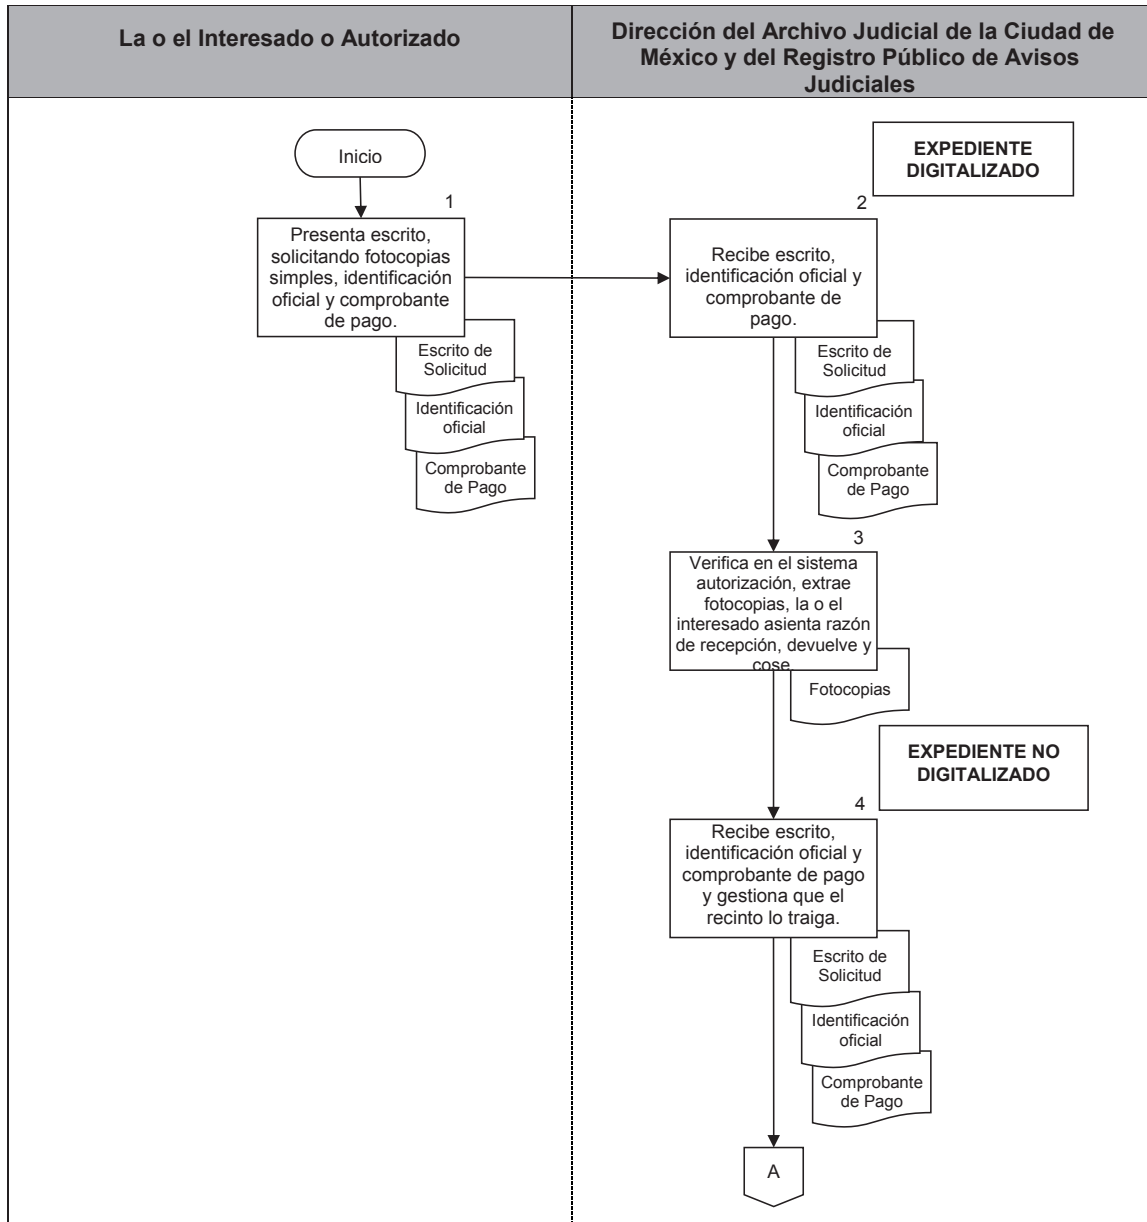 La o el Interesado o Autorizado
Dirección del Archivo Judicial de la Ciudad de
México y del Registro Público de Avisos
Judiciales
EXPEDIENTE
DIGITALIZADO
Inicio
1
Presenta escrito,
solicitando fotocopias
simples, identificación
oficial y comprobante
de pago.
Escrito de
Solicitud
Identificación
oficial
Comprobante
de Pago
2
Recibe escrito,
identificación oficial y
comprobante de
pago.
Escrito de
Solicitud
Identificación
oficial
Comprobante
de Pago
3
Verifica en el sistema
autorización, extrae
fotocopias, la o el
interesado asienta razón
de recepción, devuelve y
cose.
Fotocopias
EXPEDIENTE NO
DIGITALIZADO
4
Recibe escrito,
identificación oficial y
comprobante de pago
y gestiona que el
recinto lo traiga.
Escrito de
Solicitud
Identificación
oficial
Comprobante
de Pago
A